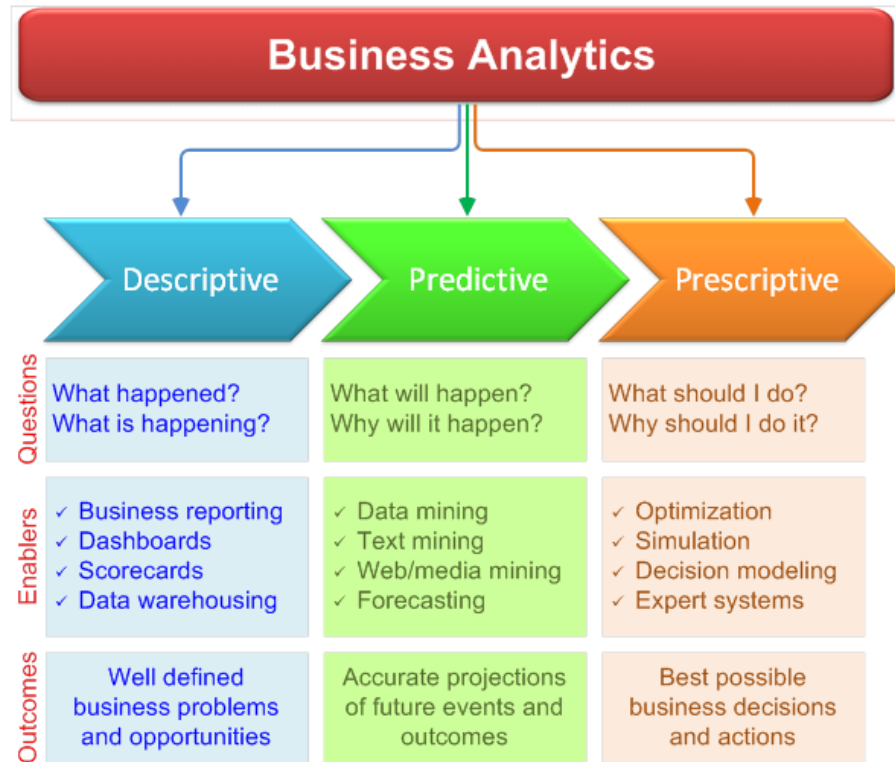 Business Analytics
Descriptive
Predictive
Prescriptive
Questions
What happened?
What is happening?
What will happen?
Why will it happen?
What should I do?
Why should I do it?
Enablers
✓ Business reporting
✓ Dashboards
✓ Scorecards
✓ Data warehousing
✓ Data mining
✓ Text mining
✓ Web/media mining
✓ Forecasting
✓ Optimization
✓ Simulation
✓ Decision modeling
✓ Expert systems
Outcomes
Well defined
business problems
and opportunities
Accurate projections
of future events and
outcomes
Best possible
business decisions
and actions